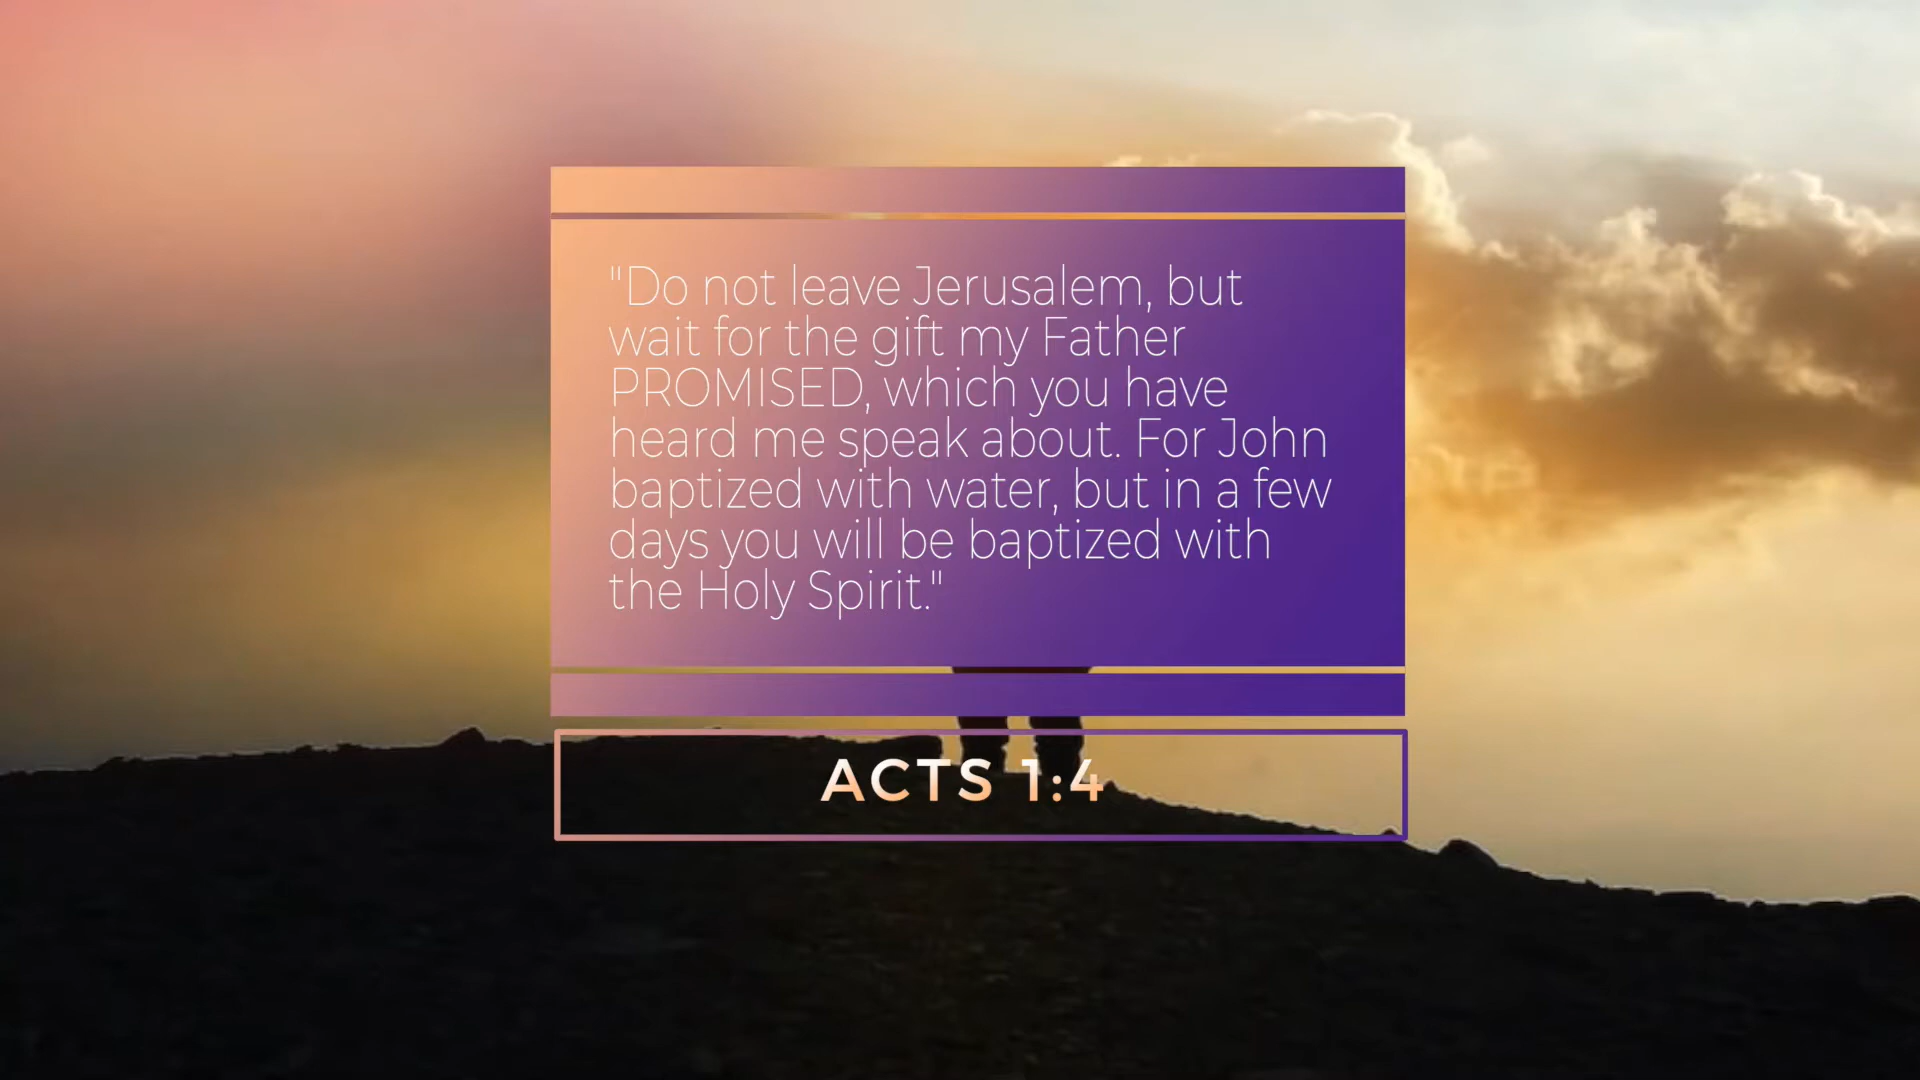 "Do not leave Jerusalem, but
wait for the gift my Father
PROMISED, which you have
heard me speak about. For John
baptized with water, but in a few
days you will be baptized with
the Holy Spirit."
ACTS 1:4